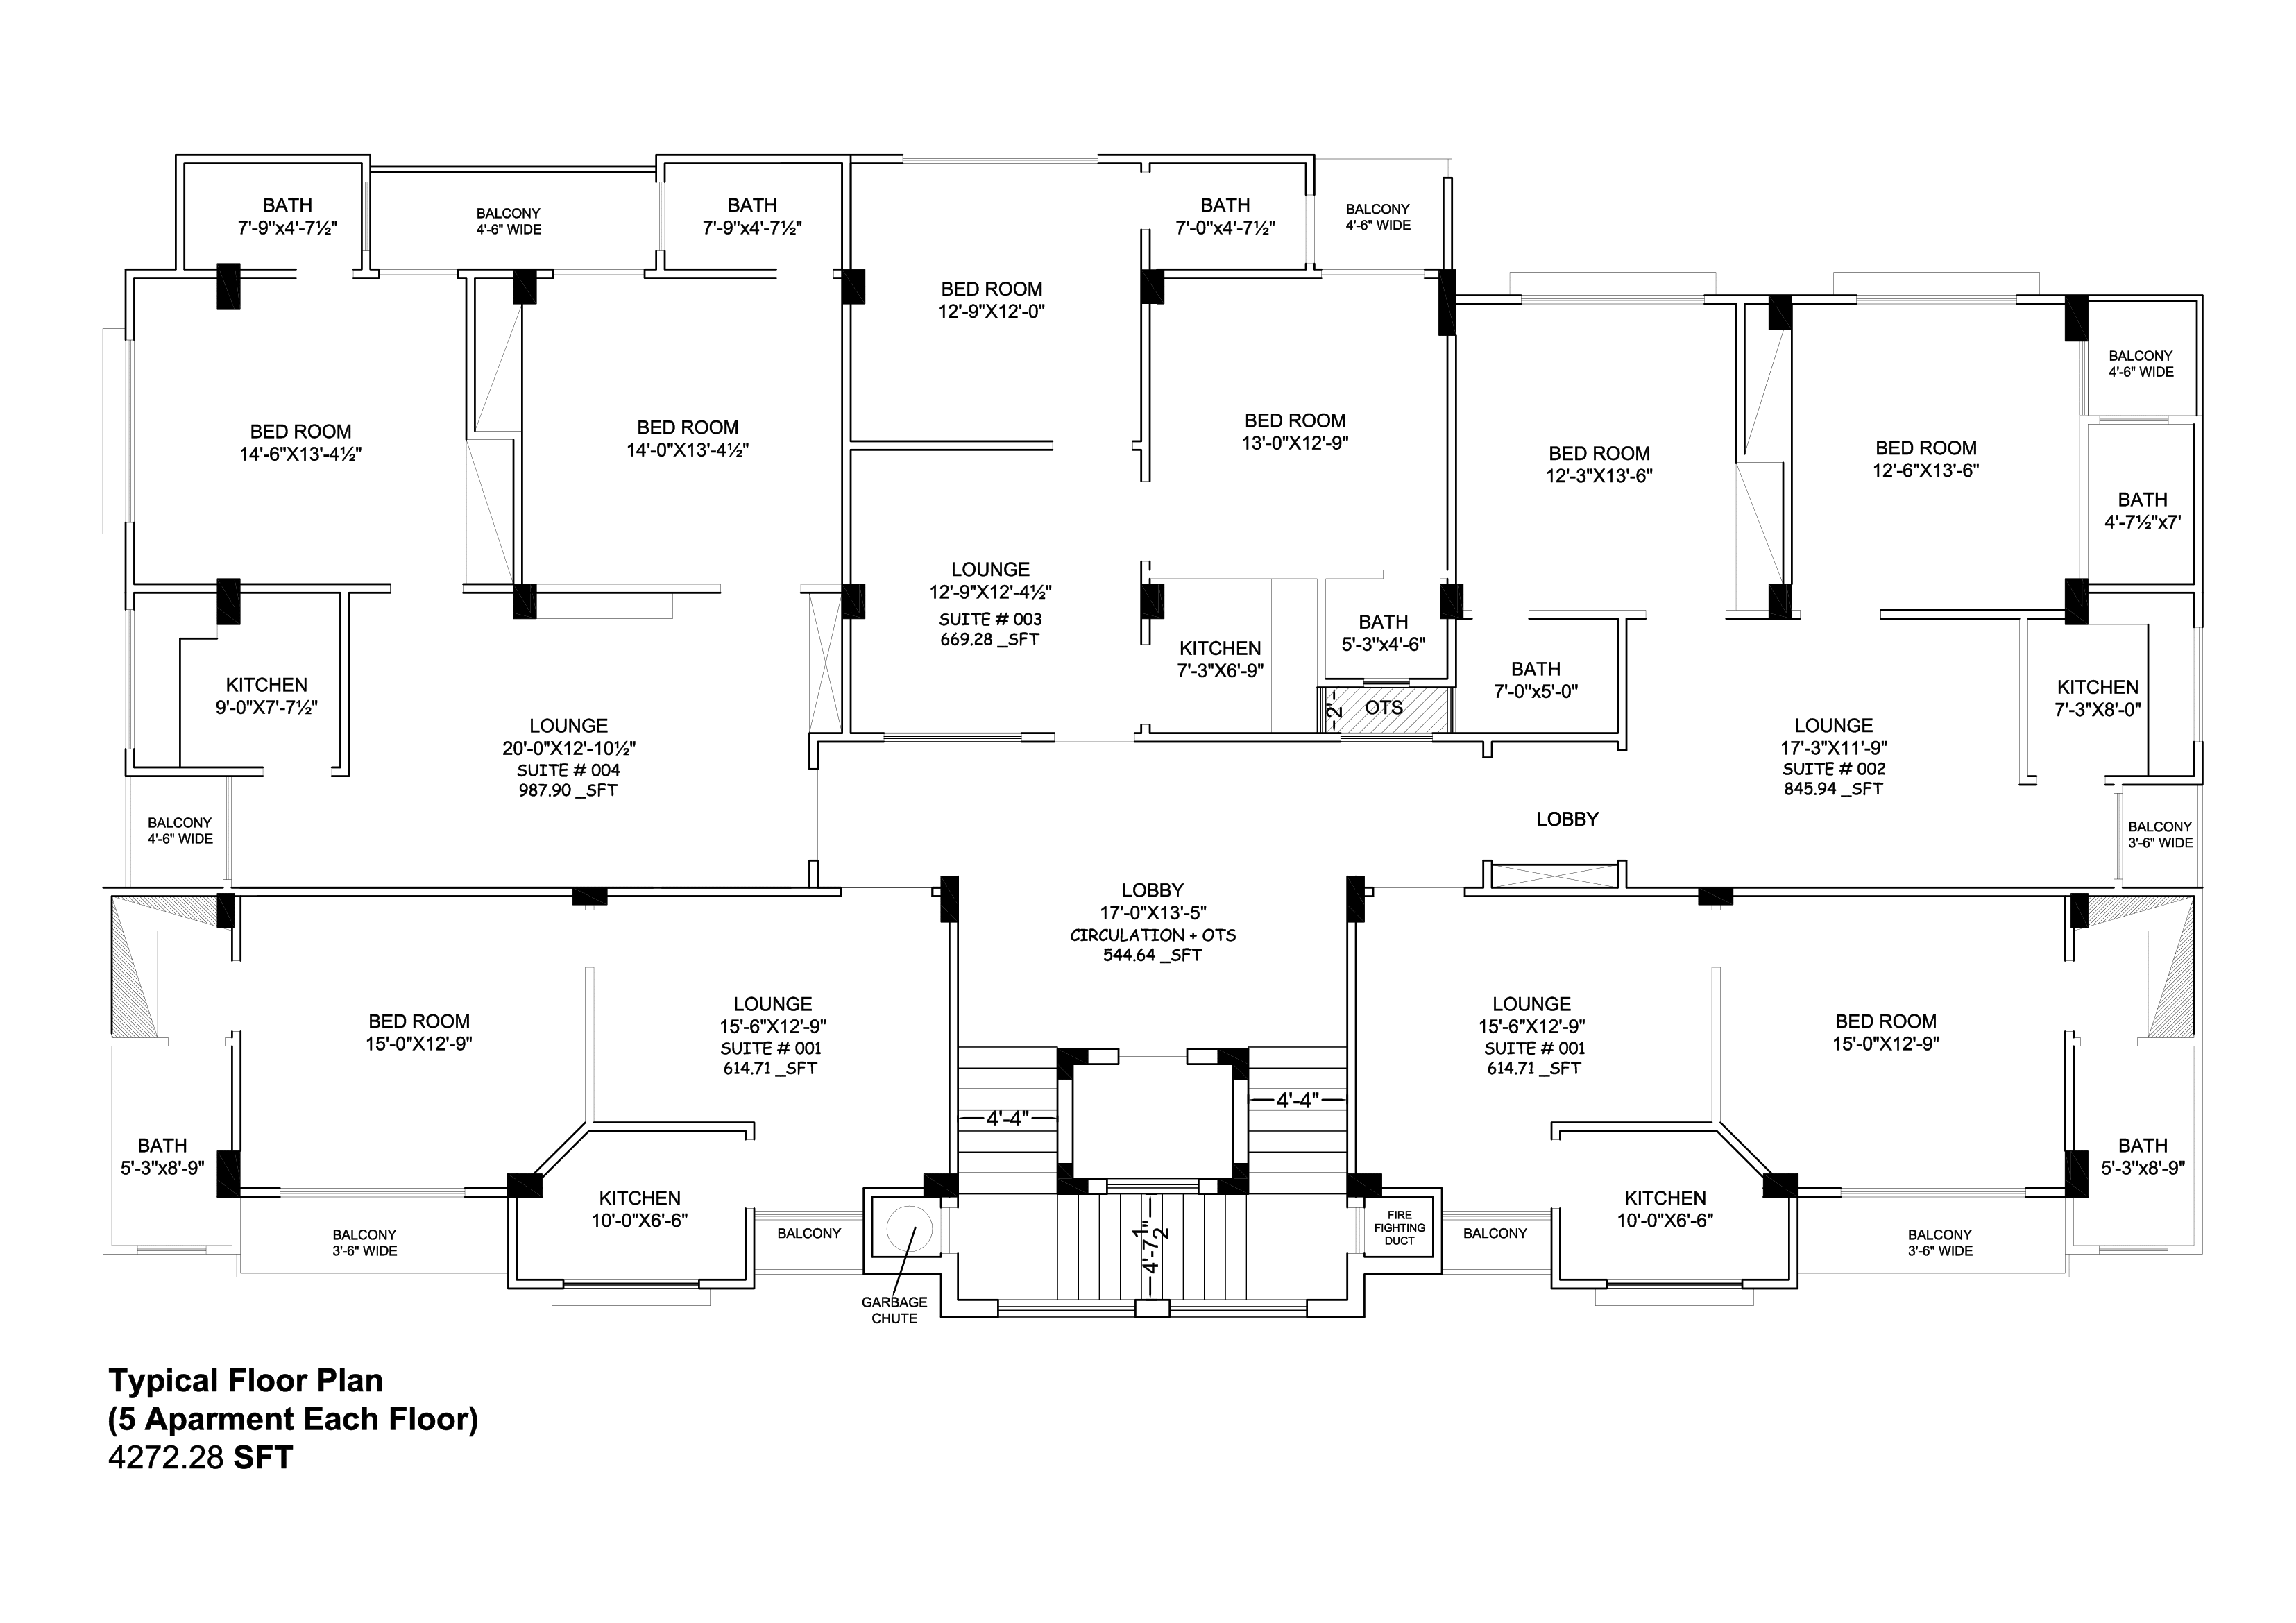 BATH
7'-9"x4'-7½"
BALCONY
4'-6" WIDE
BATH
7'-9"x4'-7½"
BED ROOM
12'-9"X12'-0"
BATH
7'-0"x4'-7½"
BALCONY
4'-6" WIDE
BED ROOM
14'-6"X13'-4½"
BED ROOM
14'-0"X13'-4½"
BED ROOM
13'-0"X12'-9"
BED ROOM
12'-3"X13'-6"
BED ROOM
12'-6"X13'-6"
BALCONY
4'-6" WIDE
BATH
4'-7½"x7'
LOUNGE
12'-9"X12'-4½"
SUITE # 003
669.28 _SFT
KITCHEN
7'-3"X6'-9"
BATH
5'-3"x4'-6"
2'
OTS
BATH
7'-0"x5'-0"
KITCHEN
9'-0"X7'-7½"
LOUNGE
20'-0"X12'-10½"
SUITE # 004
987.90 _SFT
LOUNGE
17'-3"X11'-9"
SUITE # 002
845.94 _SFT
KITCHEN
7'-3"X8'-0"
BALCONY
4'-6" WIDE
LOBBY
BALCONY
3'-6" WIDE
LOBBY
17'-0"X13'-5"
CIRCULATION + OTS
544.64 _SFT
BED ROOM
15'-0"X12'-9"
LOUNGE
15'-6"X12'-9"
SUITE # 001
614.71 _SFT
LOUNGE
15'-6"X12'-9"
SUITE # 001
614.71 _SFT
BED ROOM
15'-0"X12'-9"
4'-4"
4'-4"
BATH
5'-3"x8'-9"
BATH
5'-3"x8'-9"
KITCHEN
10'-0"X6'-6"
KITCHEN
10'-0"X6'-6"
BALCONY
3'-6" WIDE
BALCONY
4'-7 1/2"
FIRE
FIGHTING
DUCT
BALCONY
BALCONY
3'-6" WIDE
GARBAGE
CHUTE
Typical Floor Plan
(5 Aparment Each Floor)
4272.28 SFT